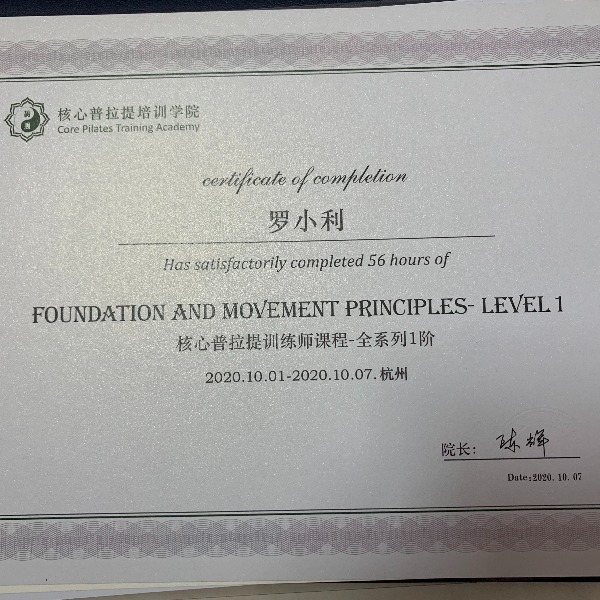 核心普拉提培训学院
Core Pilates Training Academy
certificate of completion
罗小利
Has satisfactorily completed 56 hours of
FOUNDATION AND MOVEMENT PRINCIPLES- LEVEL 1
核心普拉提训练师课程-全系列1阶
2020.10.01-2020.10.07.杭州
院长:
Date:2020.10.07